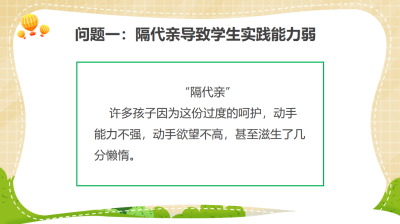 问题一：隔代亲导致学生实践能力弱
“隔代亲”
许多孩子因为这份过度的呵护，动手
能力不强，动手欲望不高，甚至滋生了几
分懒惰。